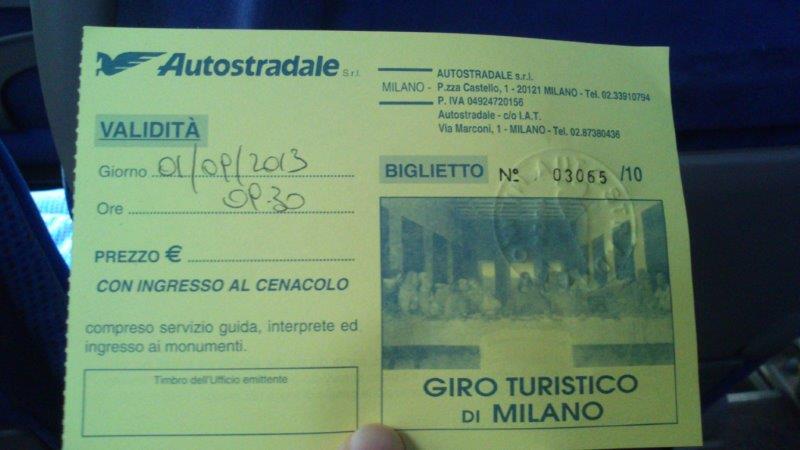 Autostradale S.r.l.
VALIDITÀ
Giorno 01/09/2013
Ore 09.30
PREZZO €
CON INGRESSO AL CENACOLO
compreso servizio guida, interprete ed
ingresso ai monumenti.
Timbro dell'Ufficio emittente
AUTOSTRADALE s.r.l.
MILANO - P.zza Castello, 1 - 20121 MILANO - Tel. 02.33910794
P. IVA 04924720156
Autostradale - c/o I.A.T.
Via Marconi, 1 - MILANO - Tel. 02.87380436
BIGLIETTO Nº 03065 /10
GIRO TURISTICO
DI MILANO